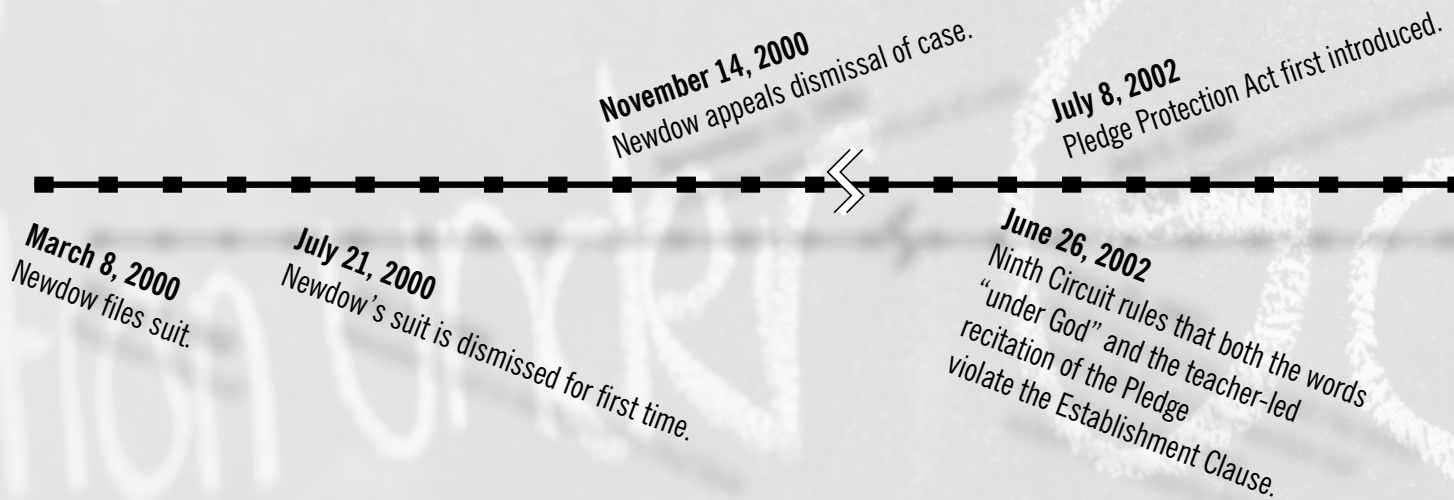 November 14, 2000
Newdow appeals dismissal of case.
July 8, 2002
Pledge Protection Act first introduced.
March 8, 2000
Newdow files suit.
July 21, 2000
Newdow’s suit is dismissed for first time.
June 26, 2002
Ninth Circuit rules that both the words
“under God” and the teacher-led
recitation of the Pledge
violate the Establishment Clause.
tion under